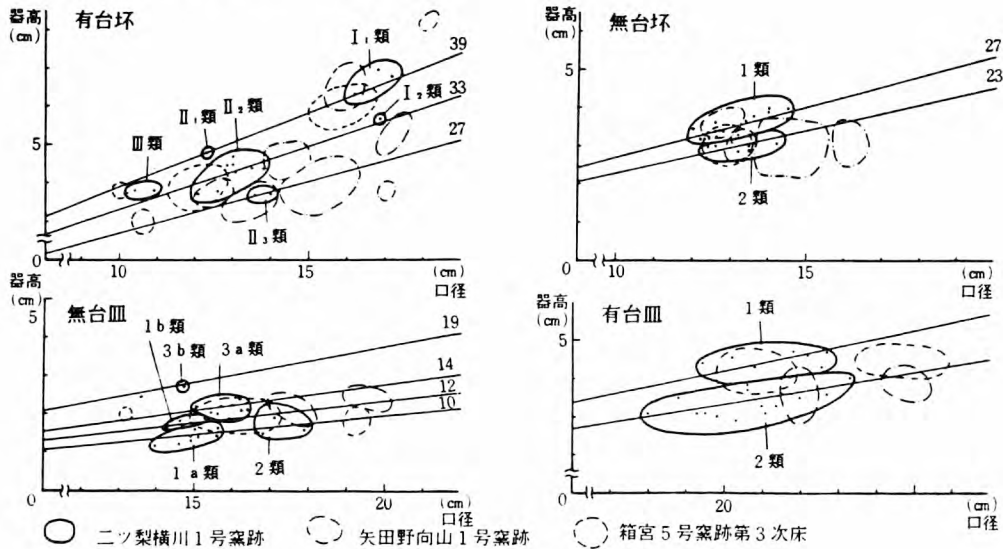 器高
(cm)
有台坏
5
0
Ⅲ類
Ⅱ₁類
Ⅱ₂類
Ⅰ₁類
Ⅰ₂類
Ⅱ₃類
39
33
27
10
15
(cm)
口径
器高
(cm)
無台坏
5
0
1類
2類
27
23
10
15
(cm)
口径
器高
(cm)
無台皿
5
0
1b類
3b類
3a類
1a類
2類
19
14
12
10
15
20
(cm)
口径
器高
(cm)
有台皿
5
0
1類
2類
20
(cm)
口径
二ツ梨横川1号窯跡
矢田野向山1号窯跡
箱宮5号窯跡第3次床